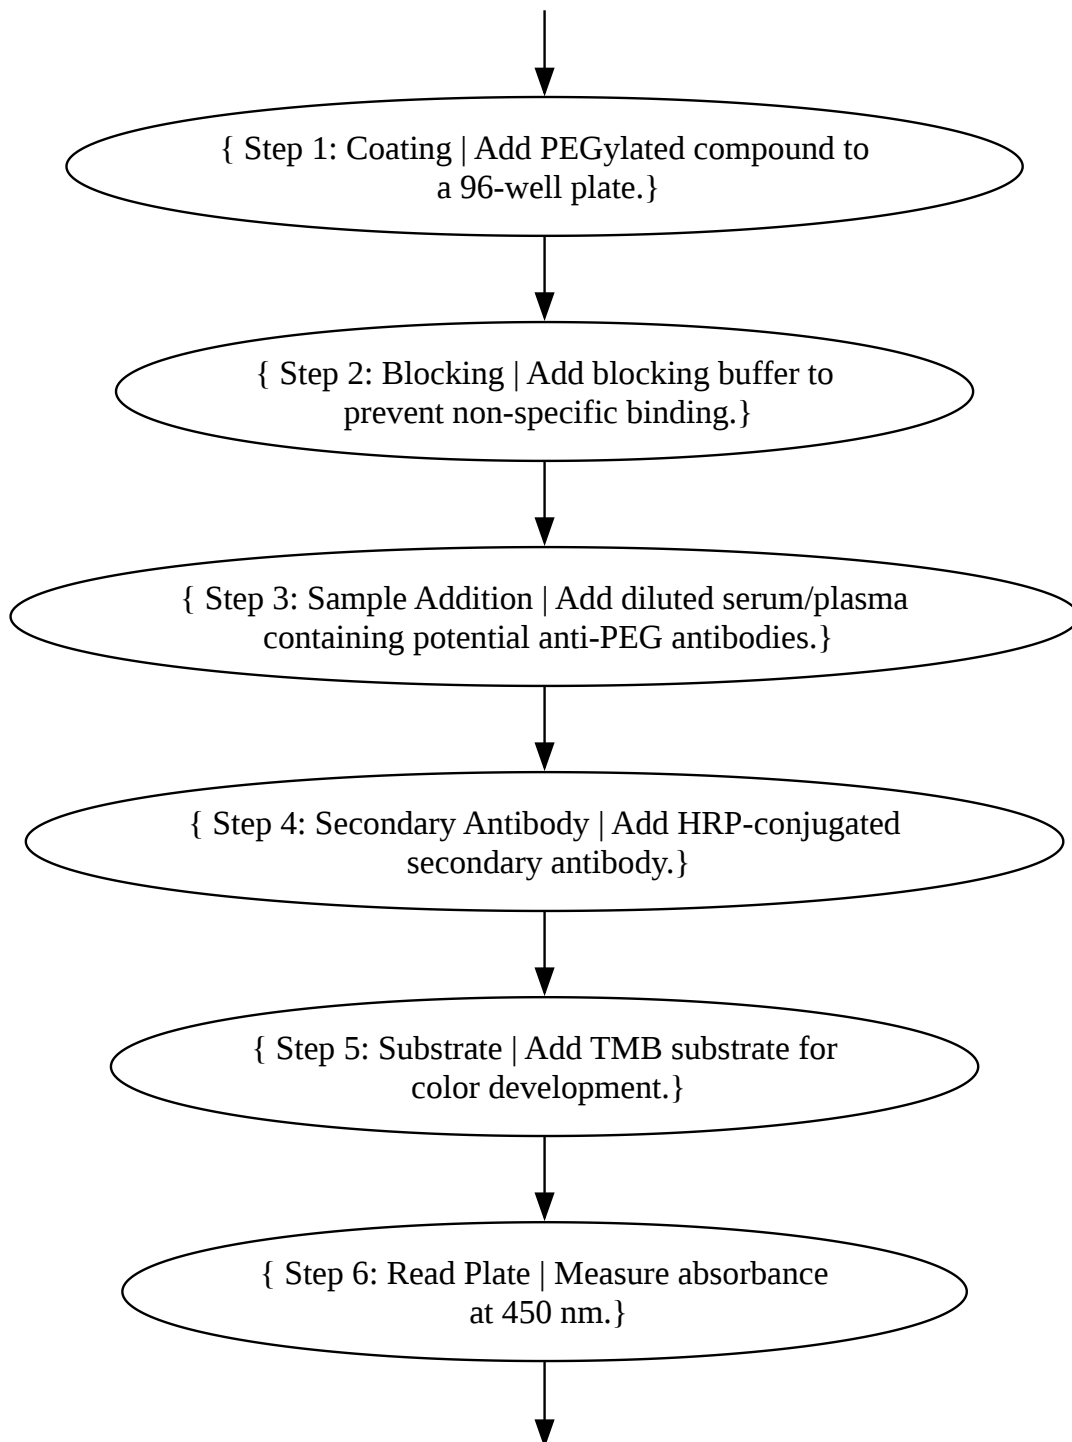 { Step 1: Coating | Add PEGylated compound to
a 96-well plate.}
{ Step 2: Blocking | Add blocking buffer to
prevent non-specific binding.}
{ Step 3: Sample Addition | Add diluted serum/plasma
containing potential anti-PEG antibodies.}
{ Step 4: Secondary Antibody | Add HRP-conjugated
secondary antibody.}
{ Step 5: Substrate | Add TMB substrate for
color development.}
{ Step 6: Read Plate | Measure absorbance
at 450 nm.}